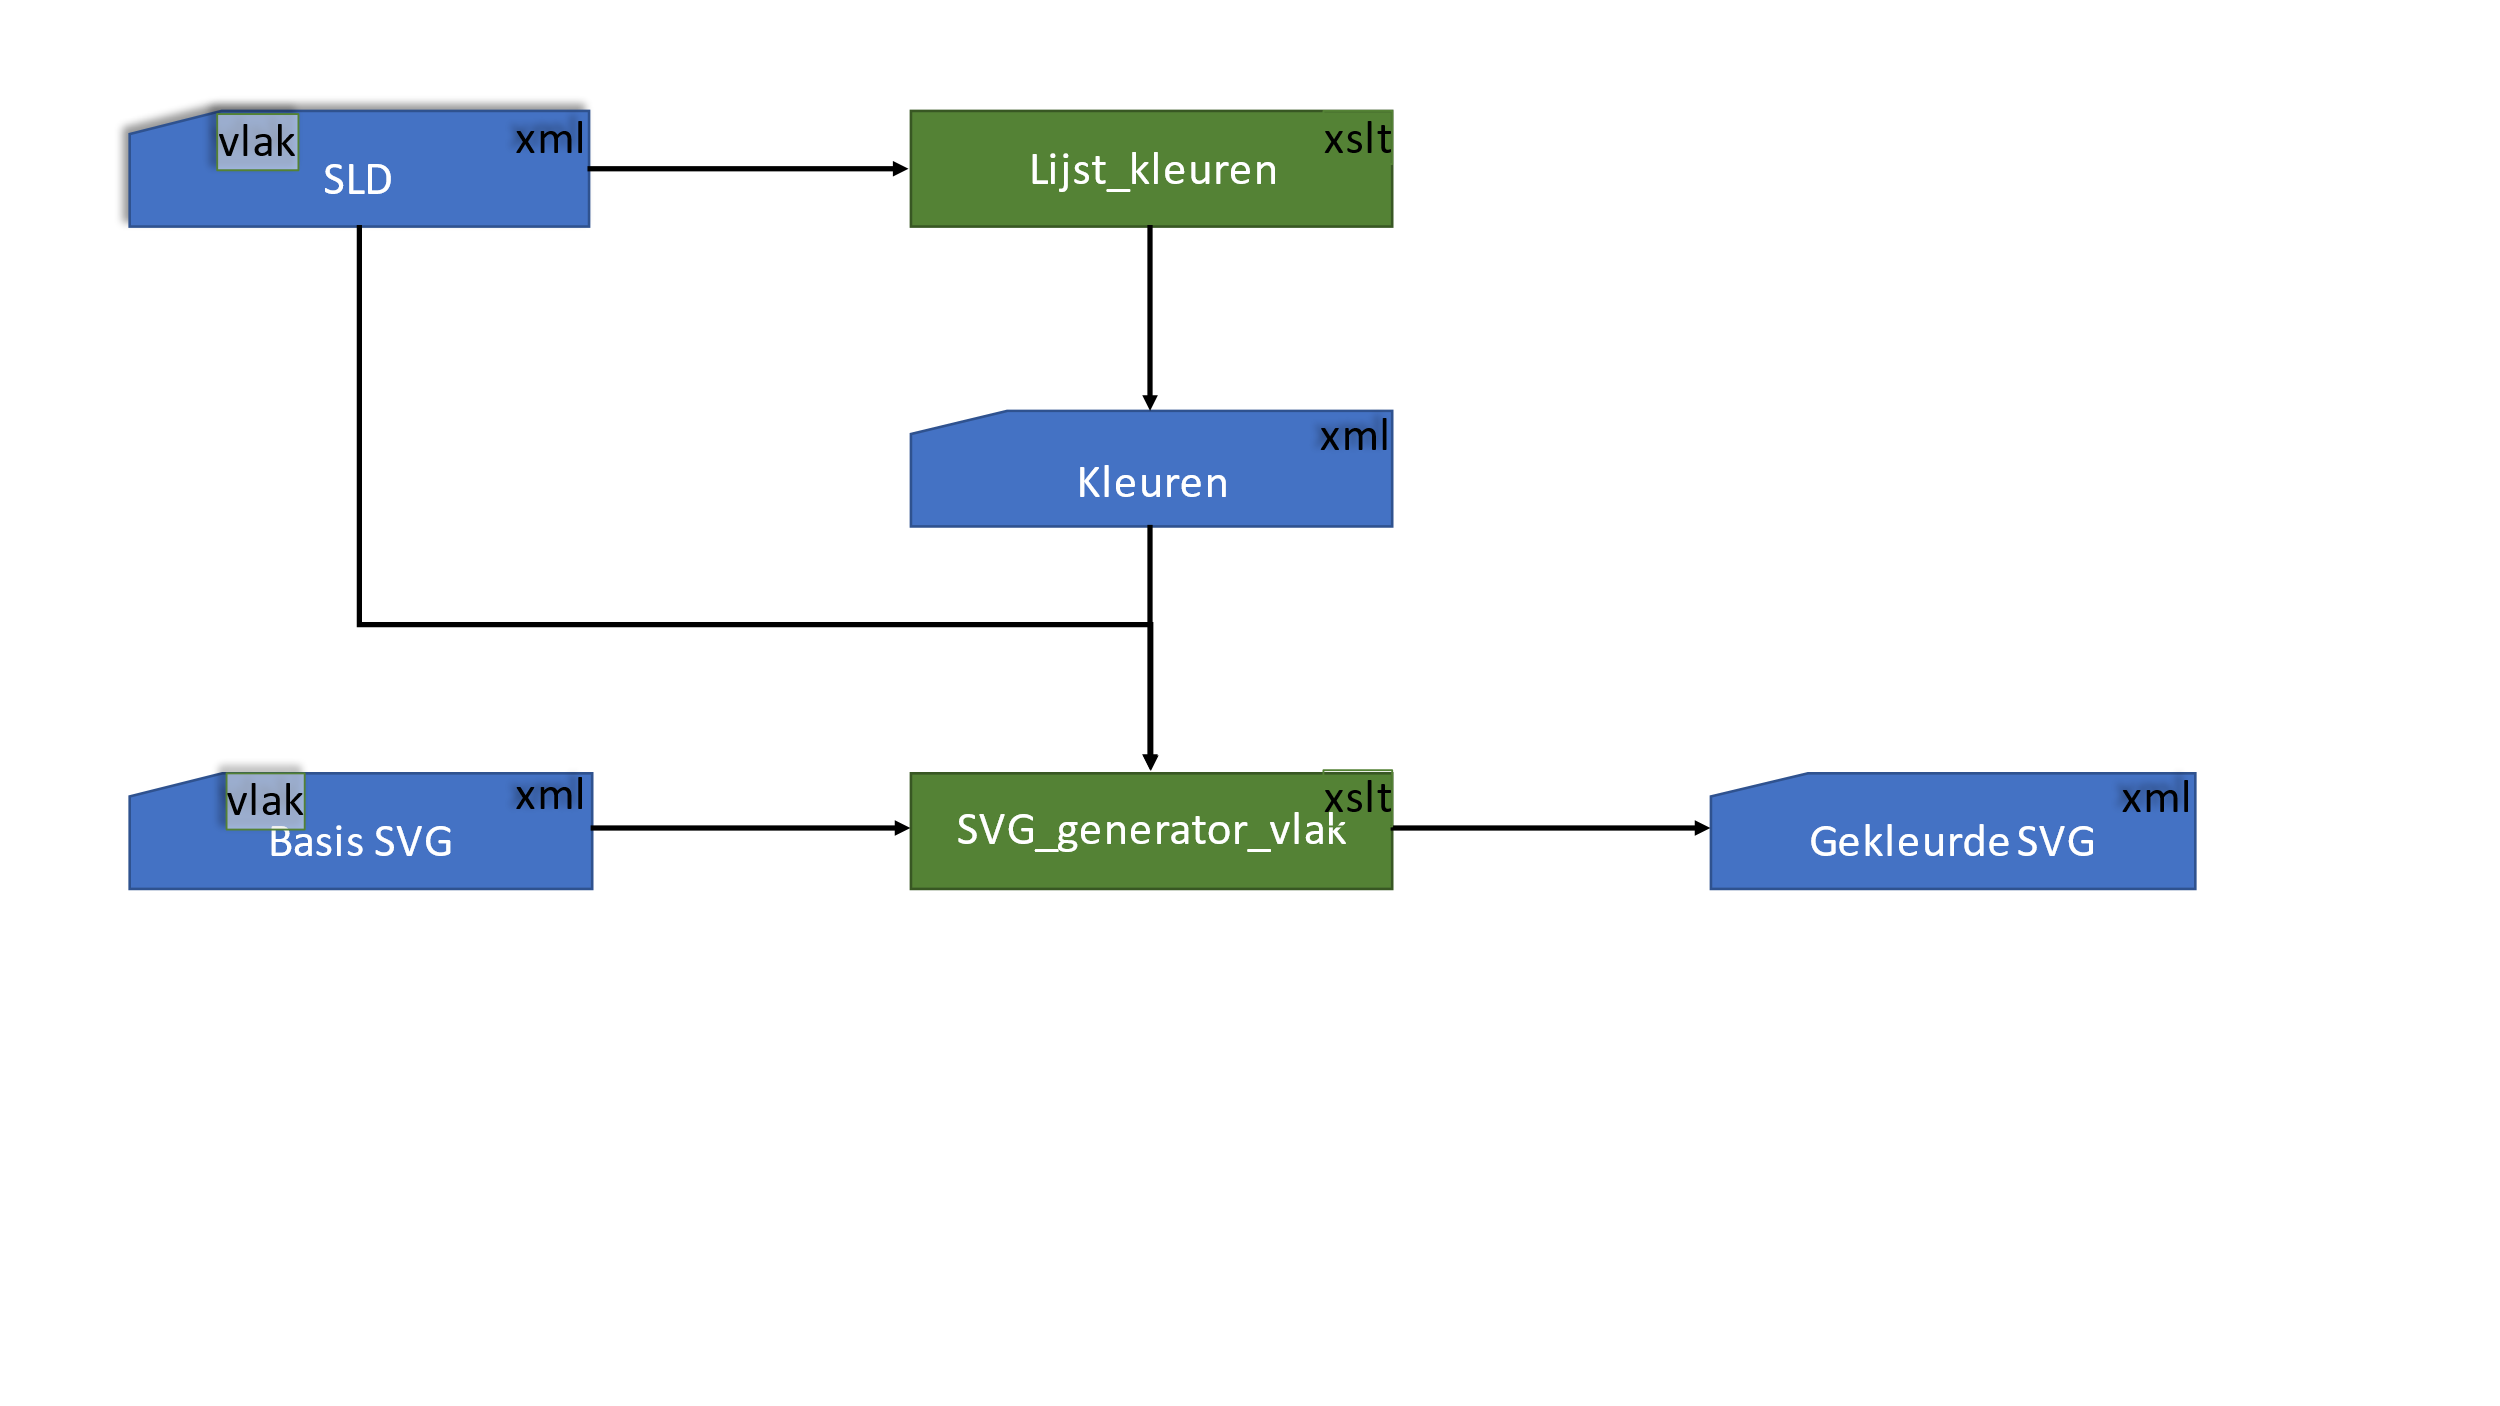 vlak
xml
SLD
xslt
Lijst_kleuren
xml
Kleuren
vlak
xml
Basis SVG
xslt
SVG_generator_vlak
xml
Gekleurde SVG